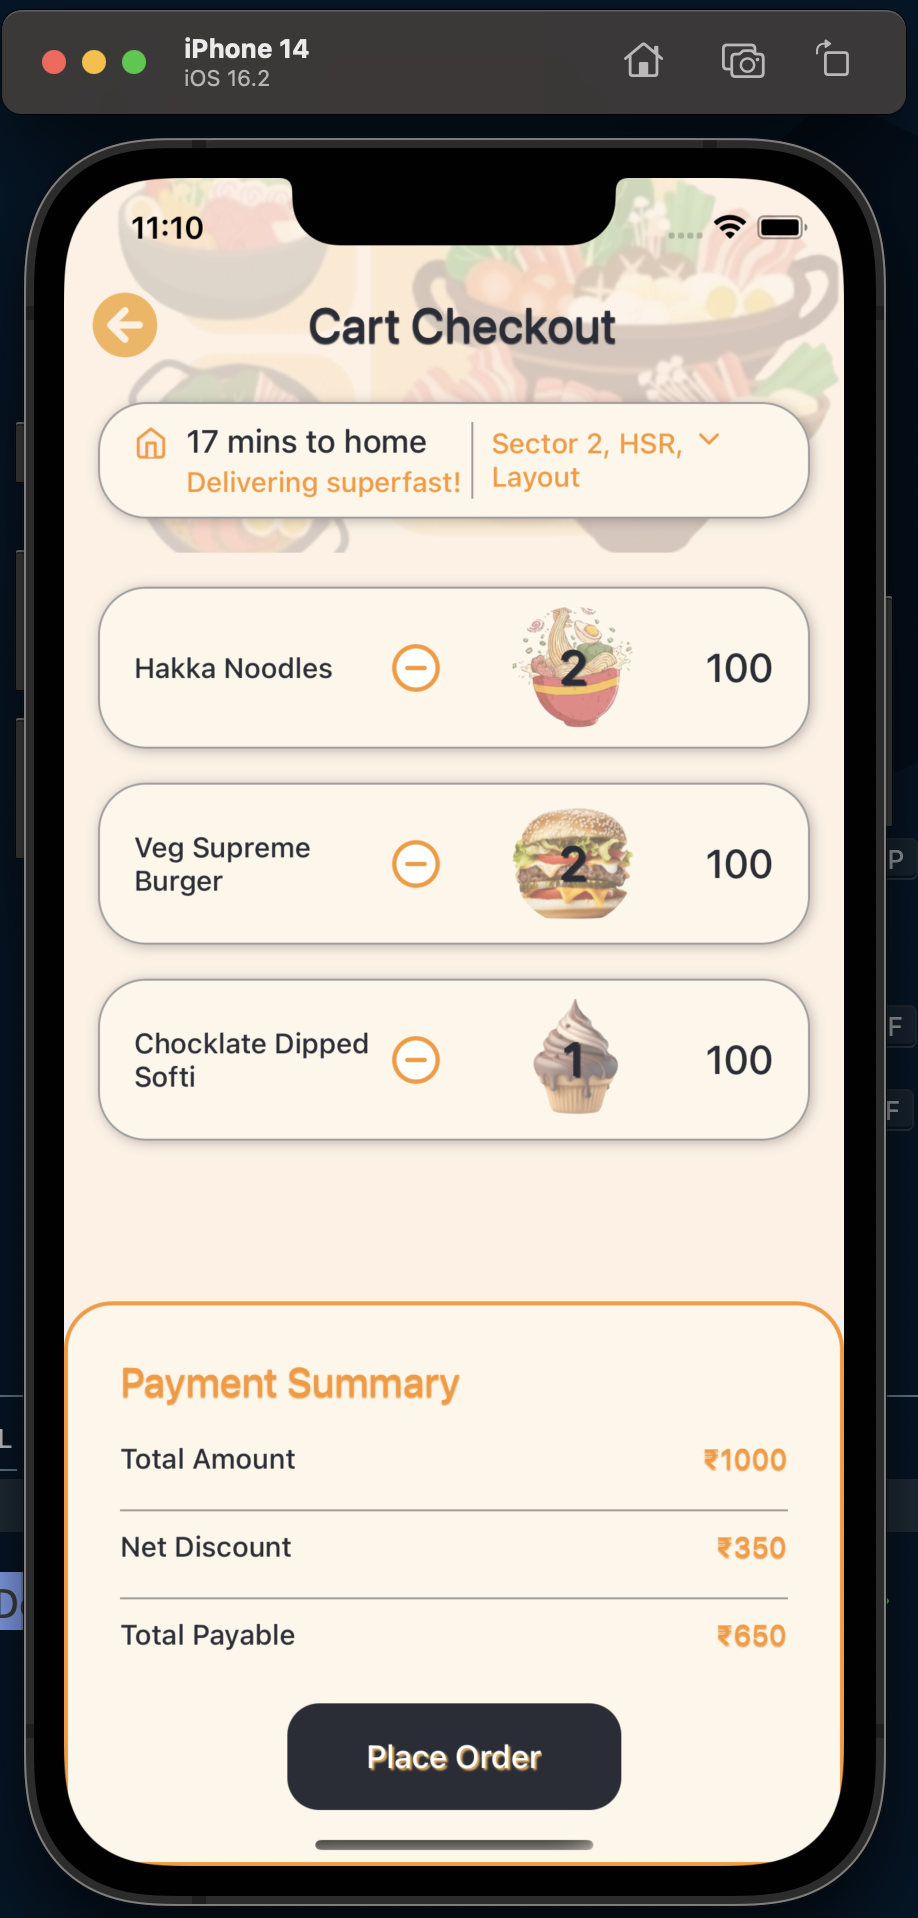 iPhone 14
iOS 16.2
11:10
Cart Checkout
17 mins to home
Delivering superfast!
Sector 2, HSR,
Layout
Hakka Noodles
2
100
Veg Supreme
Burger
2
100
Chocklate Dipped
Softi
1
100
Payment Summary
Total Amount
₹1000
Net Discount
₹350
Total Payable
₹650
Place Order
P
F
F
L
D